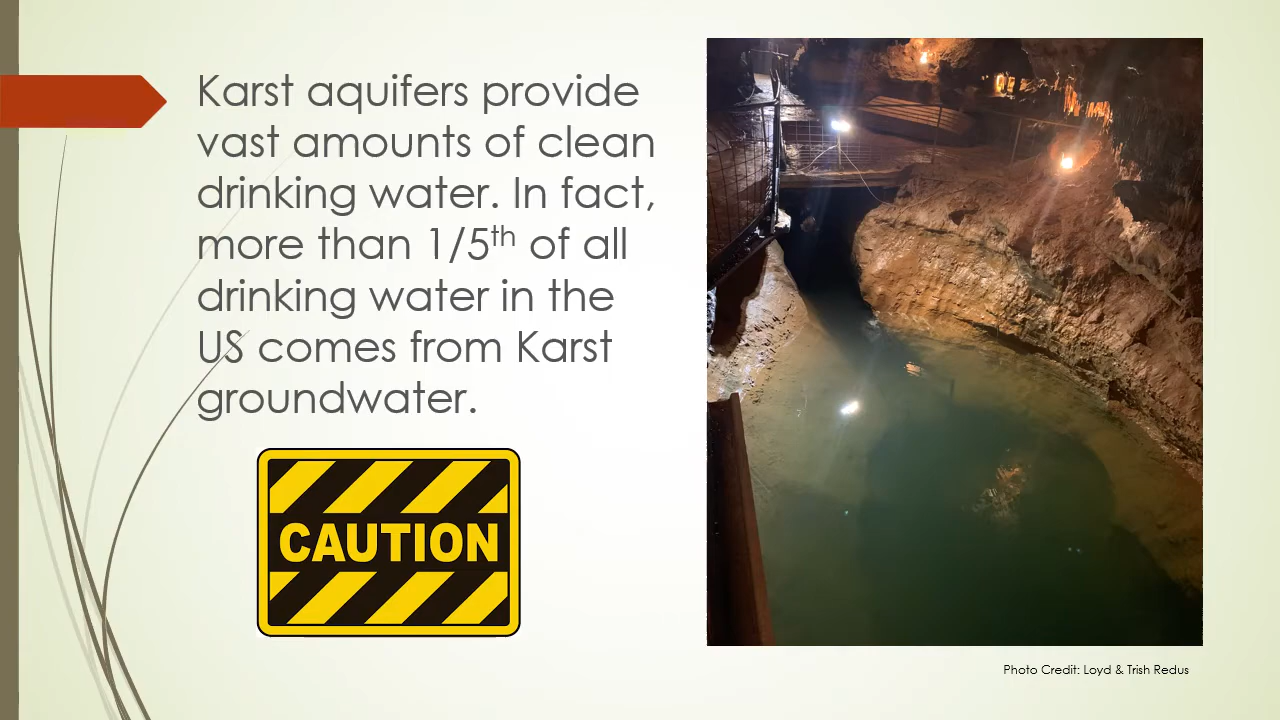 Karst aquifers provide
vast amounts of clean
drinking water. In fact,
more than 1/5th of all
drinking water in the
US comes from Karst
groundwater.
CAUTION
Photo Credit: Loyd & Trish Redus